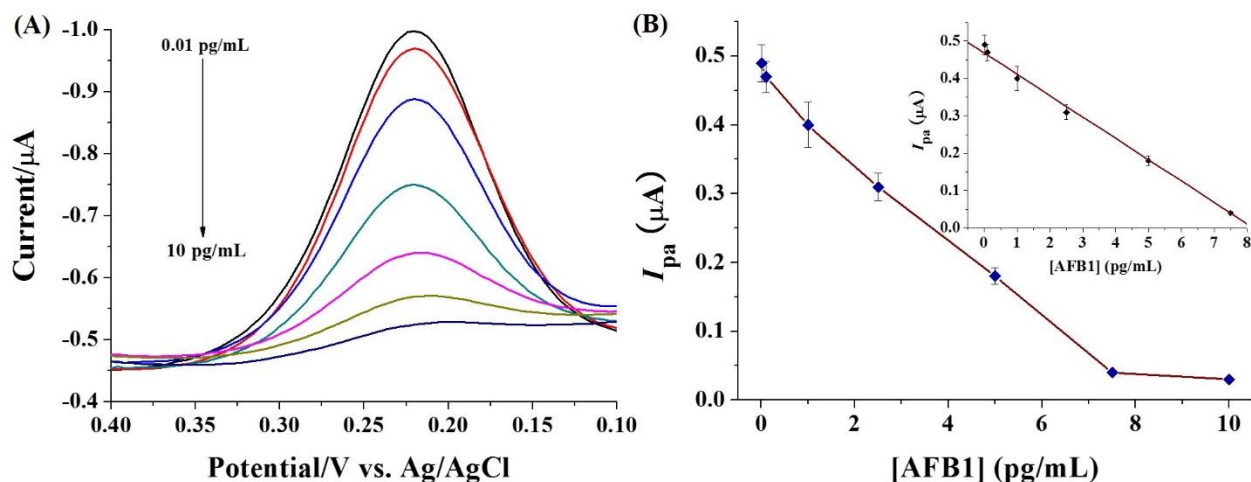 (A)
0.01 pg/mL
10 pg/mL
-1.0
-0.9
-0.8
-0.7
-0.6
-0.5
-0.4
0.40 0.35 0.30 0.25 0.20 0.15 0.10
Current/μA
Potential/V vs. Ag/AgCl
(B)
0.5
0.4
0.3
0.2
0.1
0.0
0 2 4 6 8 10
Ipa (μA)
[AFB1] (pg/mL)
0.5
0.4
0.3
0.2
0.1
0.0
0 1 2 3 4 5 6 7 8
Ipa (μA)
[AFB1] (pg/mL)